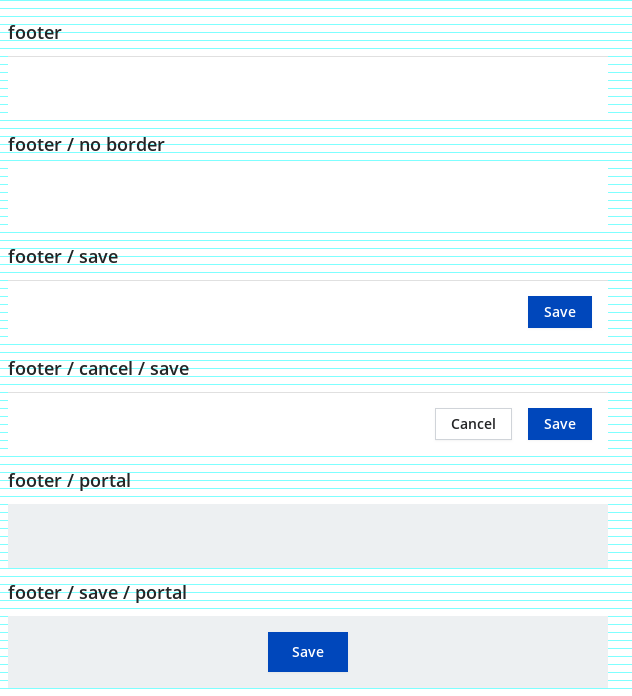 footer
footer / no border
footer / save
Save
footer / cancel / save
Cancel Save
footer / portal
footer / save / portal
Save